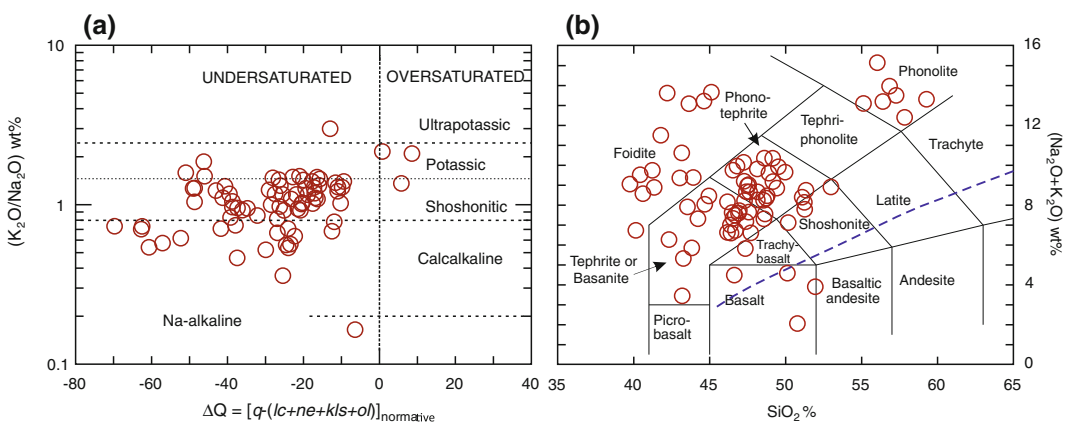 (a)
10
1
0.1
(K2O/Na2O) wt%
UNDERSATURATED
OVERSATURATED
Ultrapotassic
Potassic
Shoshonitic
Calcalkaline
Na-alkaline
-80
-60
-40
-20
0
20
40
ΔQ = [q-(lc+ne+kls+ol)]normative
(b)
16
12
8
4
0
(Na2O+K2O) wt%
Phonolite
Phono-
tephrite
Tephri-
phonolite
Trachyte
Foidite
Latite
Shoshonite
Tephrite or
Basanite
Trachy-
basalt
Basalt
Basaltic
andesite
Andesite
Picro-
basalt
35
40
45
50
55
60
65
SiO2 %